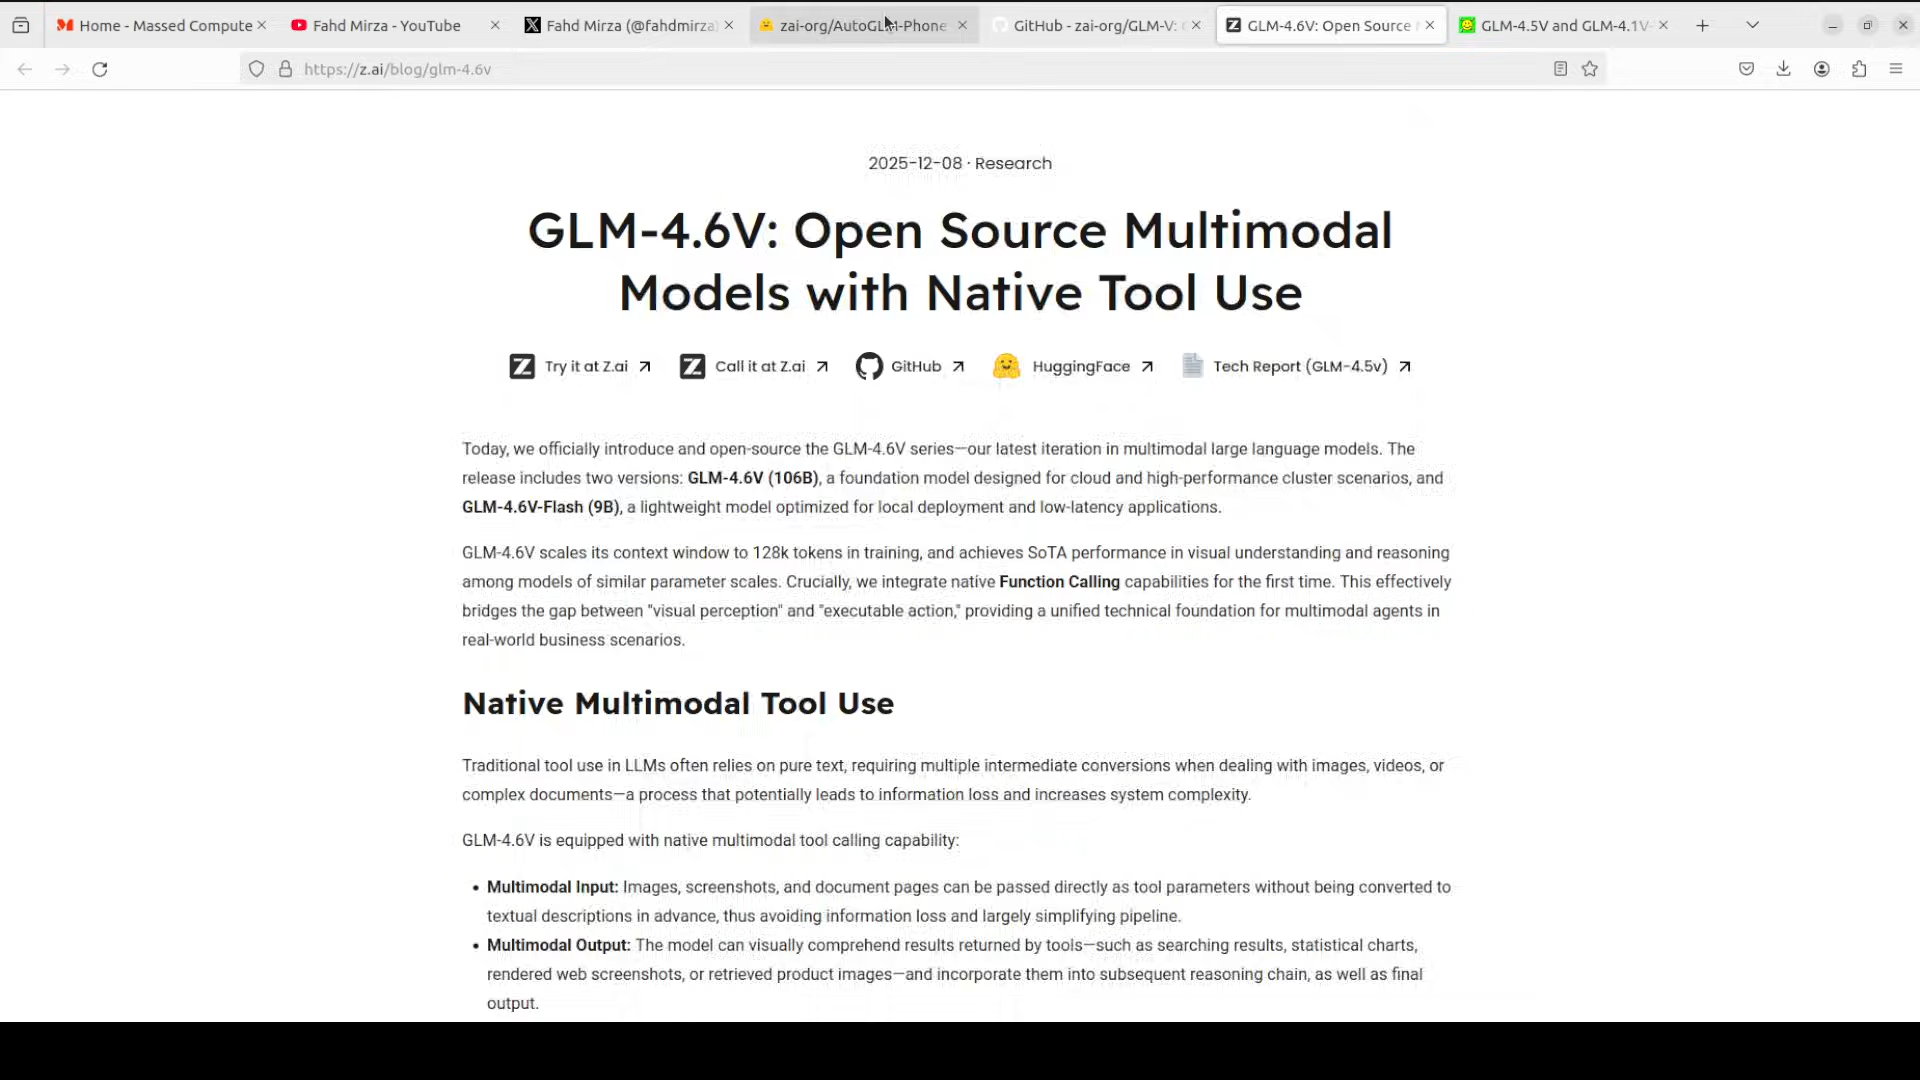 Home - Massed Compute
Fahd Mirza - YouTube
Fahd Mirza (@fahdmirza
zai-org/AutoGLM-Phone
GitHub - zai-org/GLM-V:
GLM-4.6V: Open Source
GLM-4.5V and GLM-4.1V-
https://z.ai/blog/glm-4.6v
2025-12-08 · Research
GLM-4.6V: Open Source Multimodal
Models with Native Tool Use
Try it at Z.ai
Call it at Z.ai
GitHub
HuggingFace
Tech Report (GLM-4.5v)
Today, we officially introduce and open-source the GLM-4.6V series—our latest iteration in multimodal large language models. The
release includes two versions: GLM-4.6V (106B), a foundation model designed for cloud and high-performance cluster scenarios, and
GLM-4.6V-Flash (9B), a lightweight model optimized for local deployment and low-latency applications.
GLM-4.6V scales its context window to 128k tokens in training, and achieves SoTA performance in visual understanding and reasoning
among models of similar parameter scales. Crucially, we integrate native Function Calling capabilities for the first time. This effectively
bridges the gap between "visual perception" and "executable action," providing a unified technical foundation for multimodal agents in
real-world business scenarios.
Native Multimodal Tool Use
Traditional tool use in LLMs often relies on pure text, requiring multiple intermediate conversions when dealing with images, videos, or
complex documents—a process that potentially leads to information loss and increases system complexity.
GLM-4.6V is equipped with native multimodal tool calling capability:
• Multimodal Input: Images, screenshots, and document pages can be passed directly as tool parameters without being converted to
textual descriptions in advance, thus avoiding information loss and largely simplifying pipeline.
• Multimodal Output: The model can visually comprehend results returned by tools—such as searching results, statistical charts,
rendered web screenshots, or retrieved product images—and incorporate them into subsequent reasoning chain, as well as final
output.